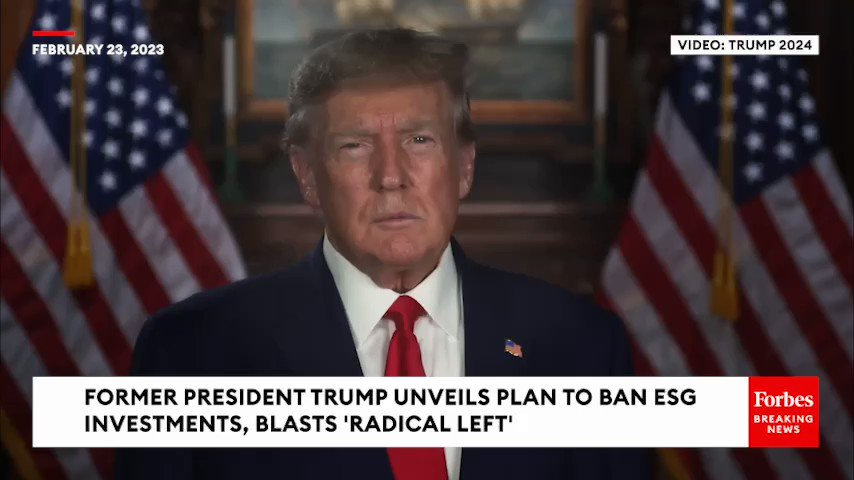 FEBRUARY 23, 2023
VIDEO: TRUMP 2024
FORMER PRESIDENT TRUMP UNVEILS PLAN TO BAN ESG
INVESTMENTS, BLASTS 'RADICAL LEFT'
Forbes
BREAKING
NEWS